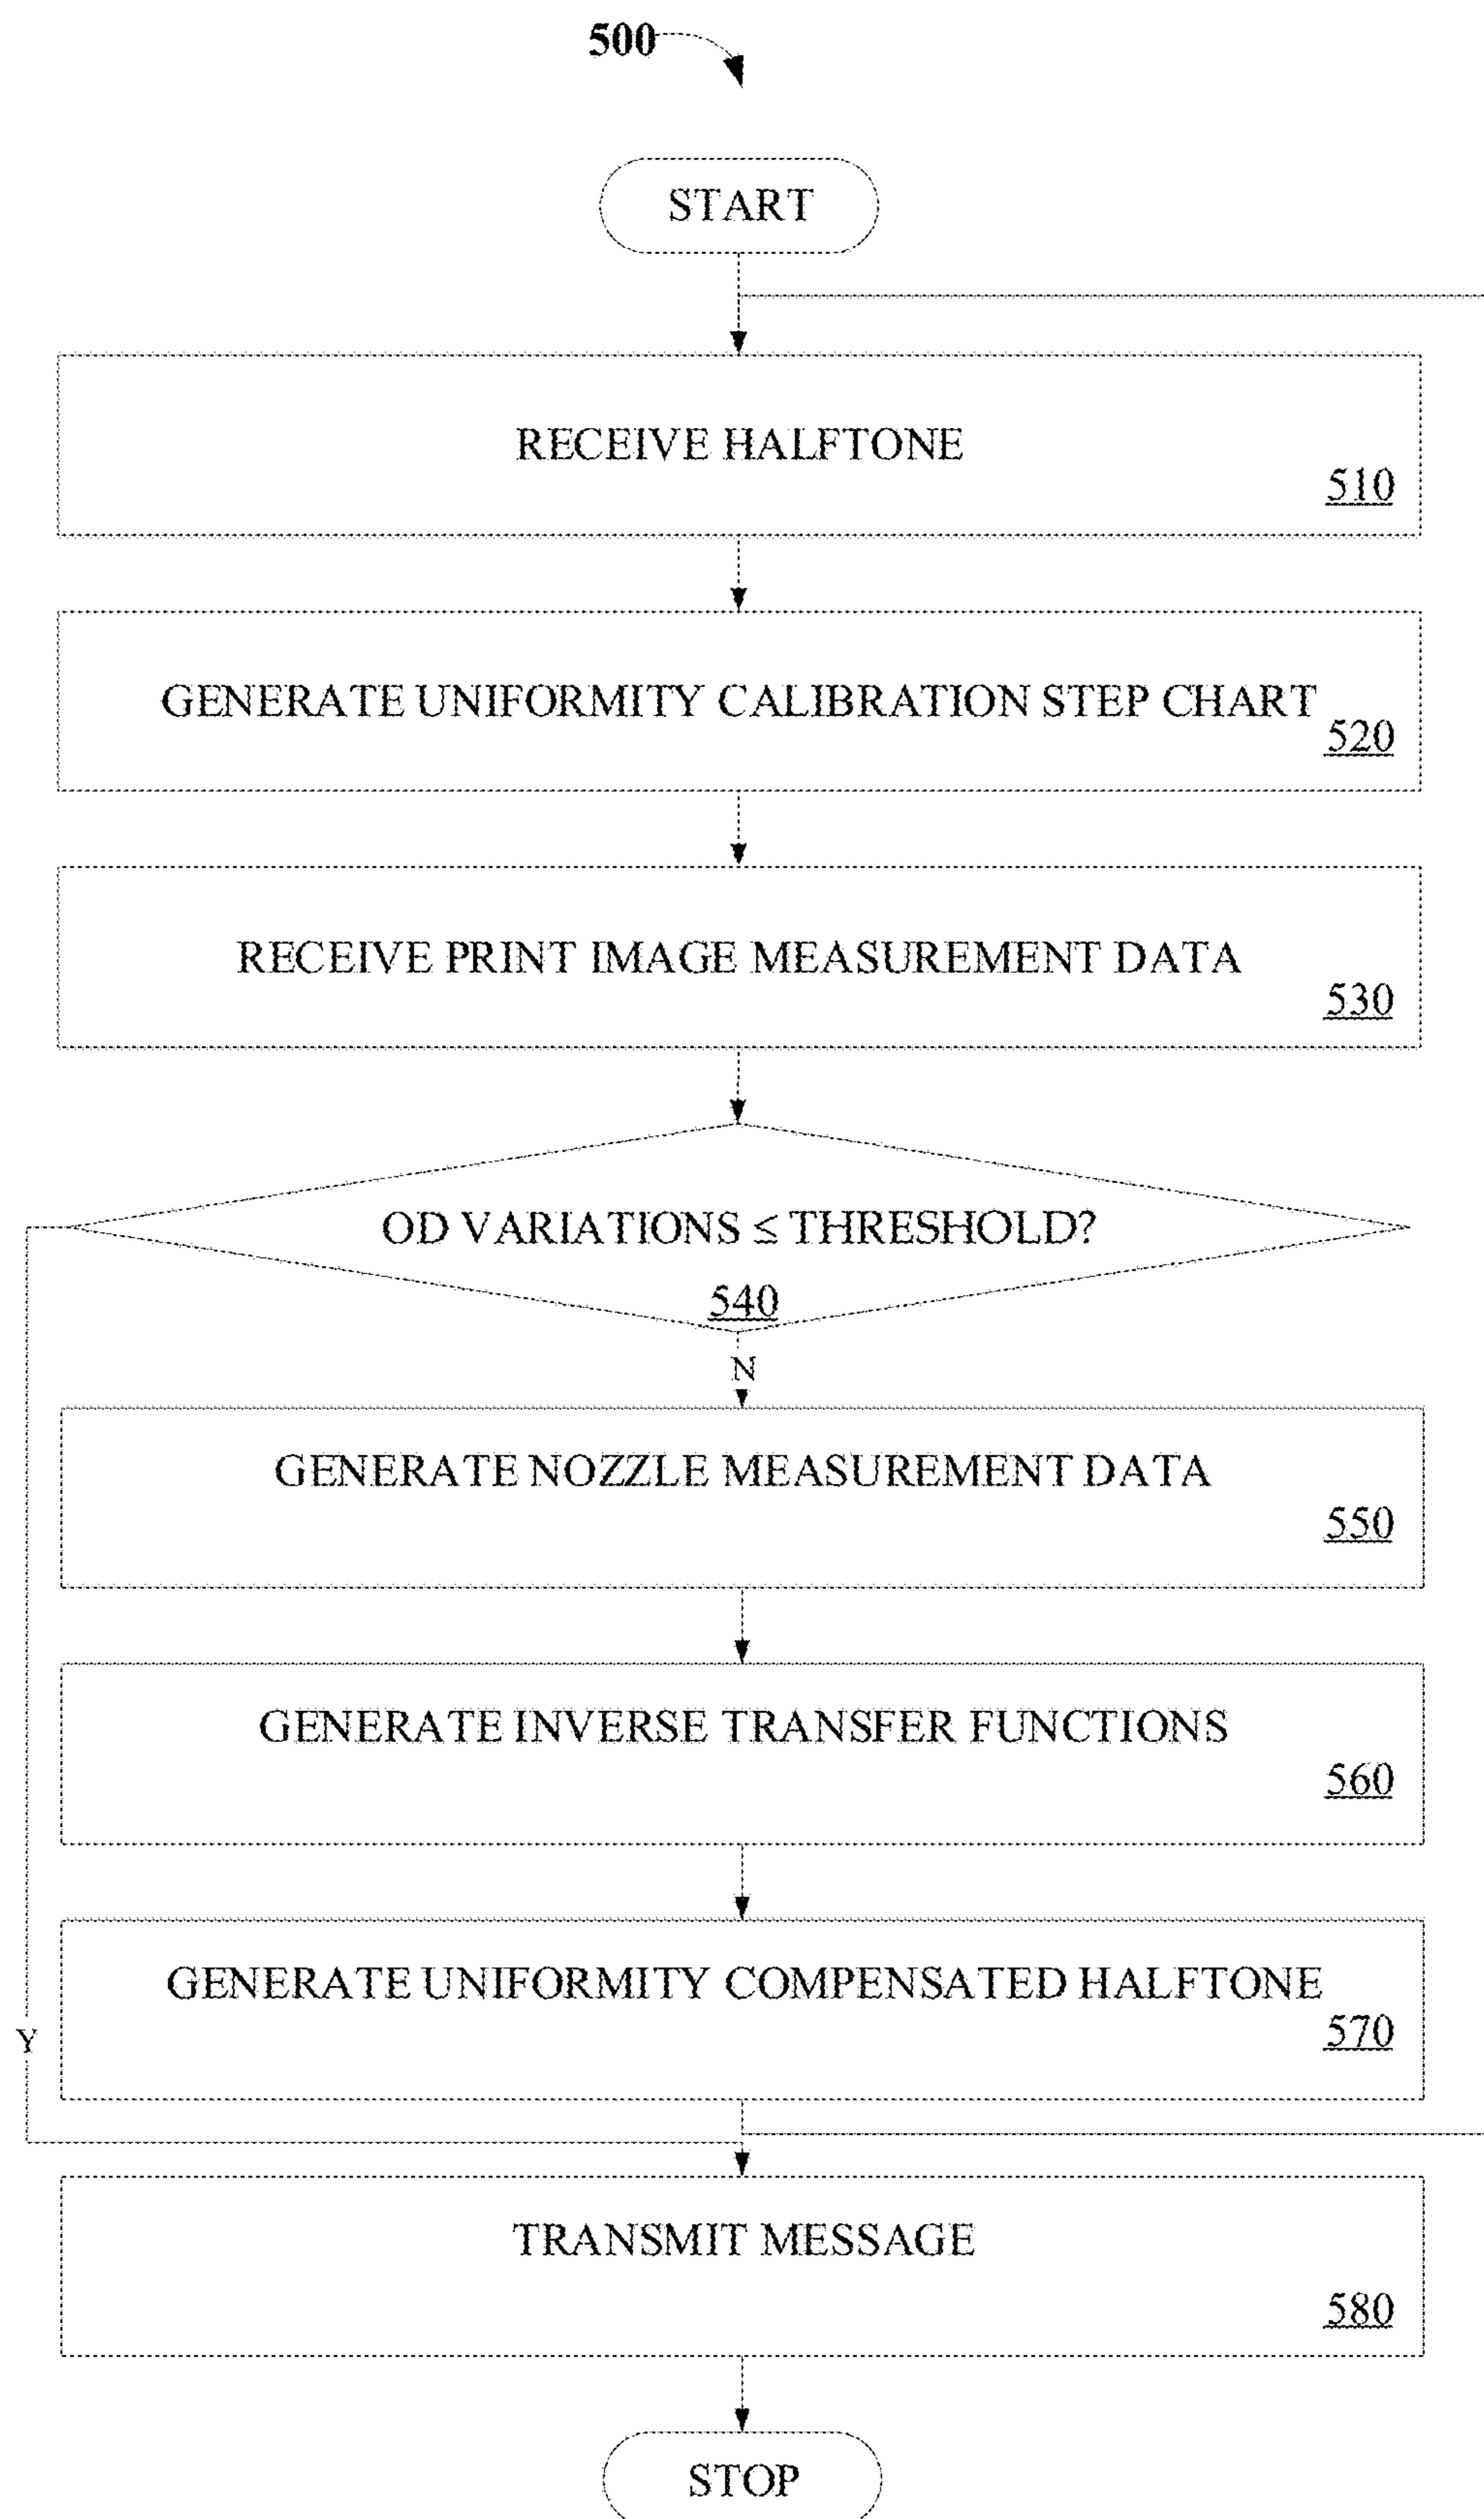 500
START
RECEIVE HALFTONE
510
GENERATE UNIFORMITY CALIBRATION STEP CHART
520
RECEIVE PRINT IMAGE MEASUREMENT DATA
530
OD VARIATIONS ≤ THRESHOLD?
540
N
GENERATE NOZZLE MEASUREMENT DATA
550
GENERATE INVERSE TRANSFER FUNCTIONS
560
GENERATE UNIFORMITY COMPENSATED HALFTONE
570
Y
TRANSMIT MESSAGE
580
STOP